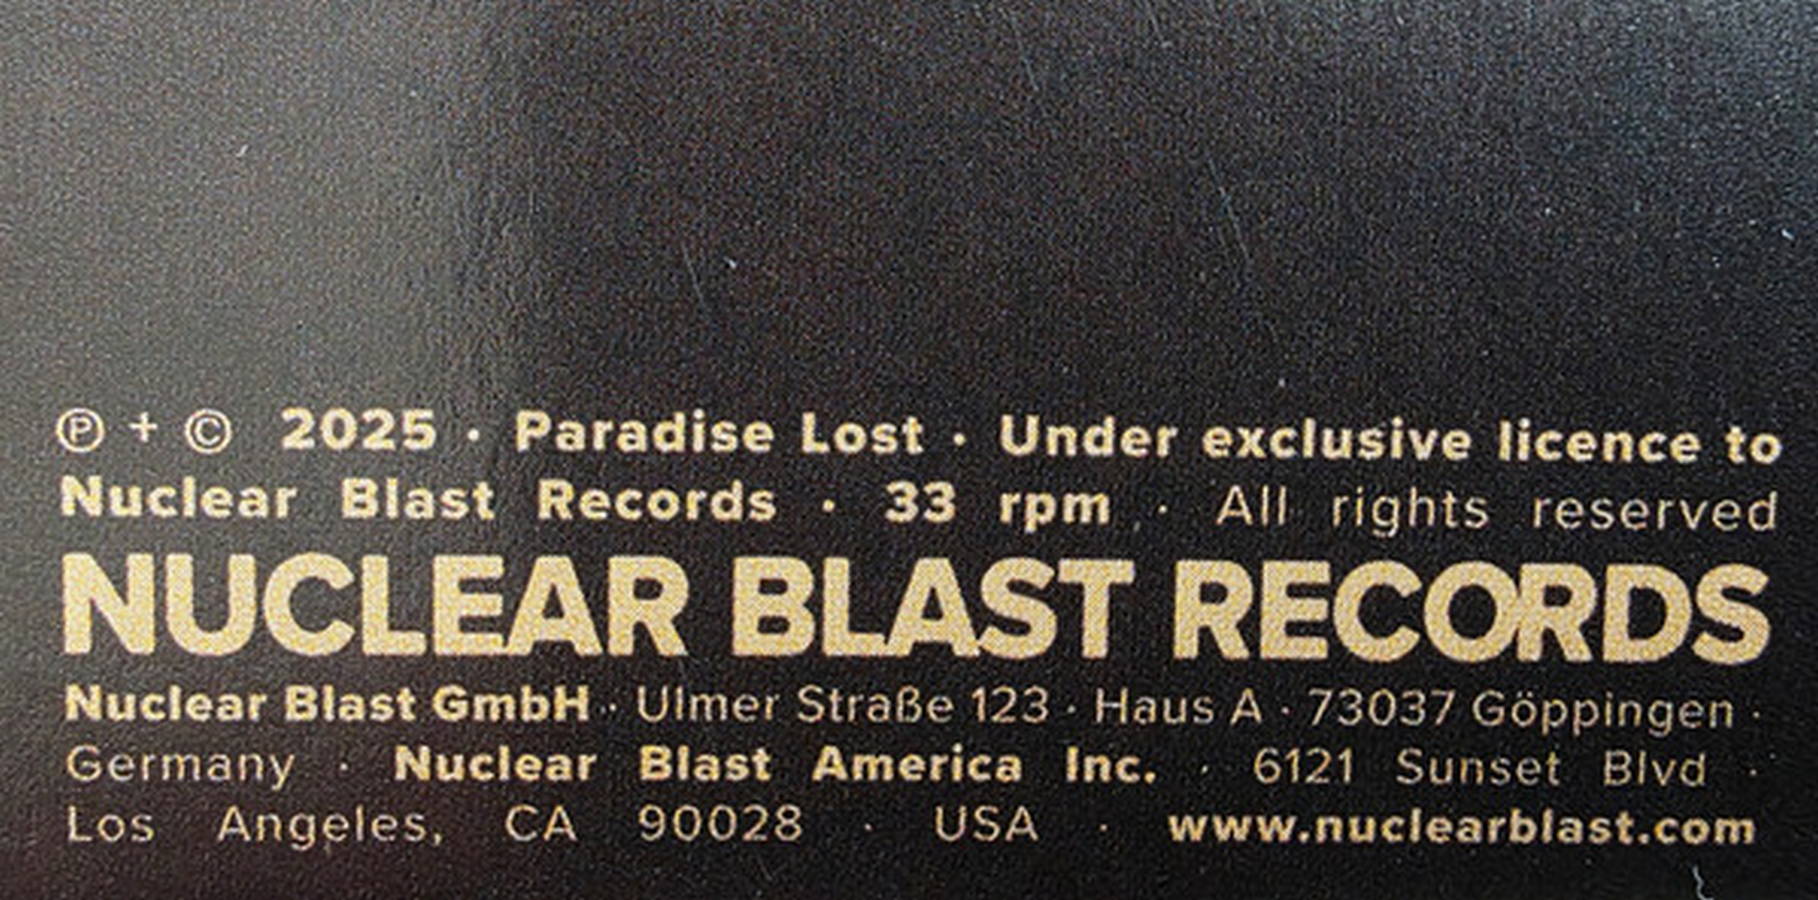 ℗ + © 2025 · Paradise Lost · Under exclusive licence to
Nuclear Blast Records · 33 rpm · All rights reserved
NUCLEAR BLAST RECORDS
Nuclear Blast GmbH · Ulmer Straße 123 · Haus A · 73037 Göppingen ·
Germany · Nuclear Blast America Inc. · 6121 Sunset Blvd ·
Los Angeles, CA 90028 · USA · www.nuclearblast.com